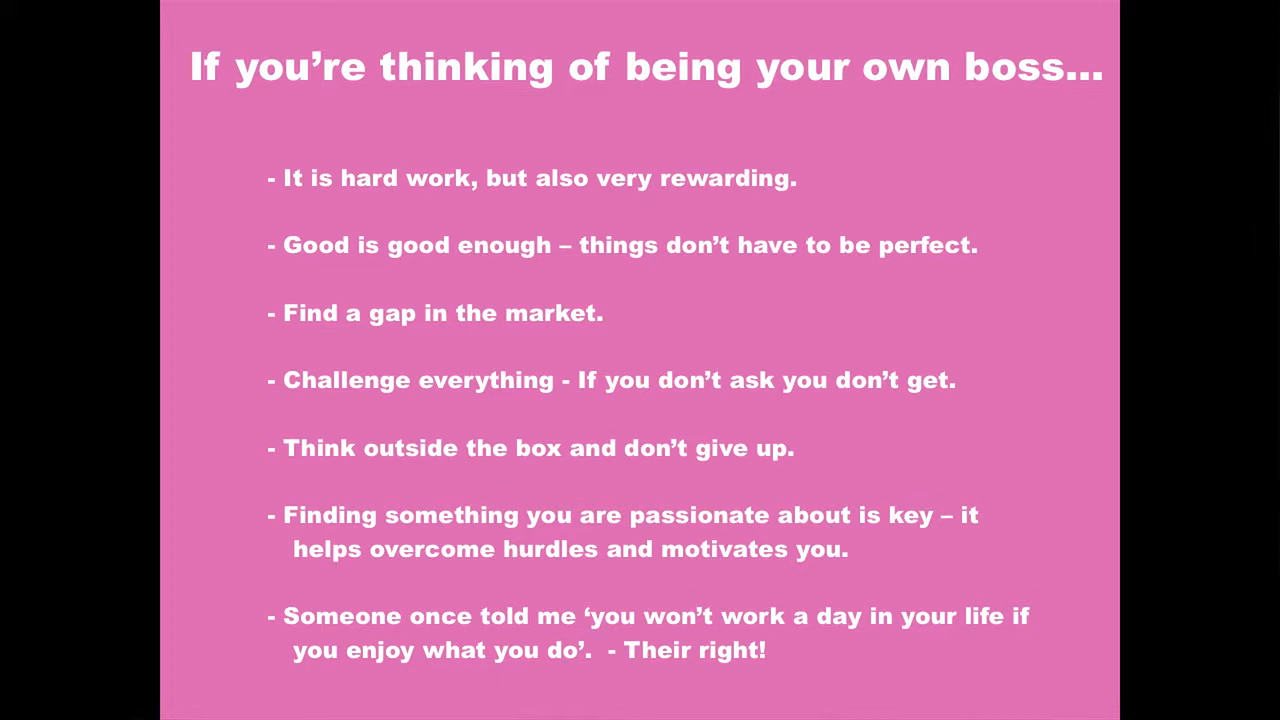 If you’re thinking of being your own boss...
- It is hard work, but also very rewarding.
- Good is good enough – things don’t have to be perfect.
- Find a gap in the market.
- Challenge everything - If you don’t ask you don’t get.
- Think outside the box and don’t give up.
- Finding something you are passionate about is key – it
helps overcome hurdles and motivates you.
- Someone once told me ‘you won’t work a day in your life if
you enjoy what you do’.  - Their right!